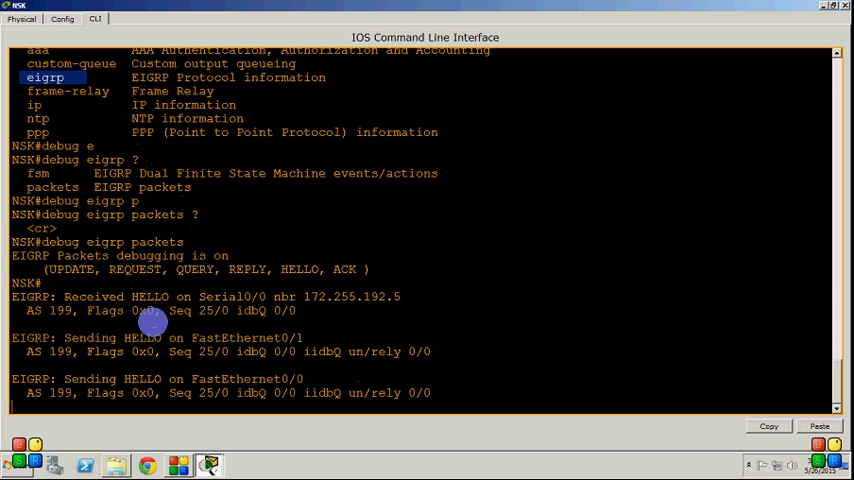 NSK
Physical Config CLI
IOS Command Line Interface
aaa AAA Authentication, Authorization and Accounting
custom-queue Custom output queueing
eigrp EIGRP Protocol information
frame-relay Frame Relay
ip IP information
ntp NTP information
ppp PPP (Point to Point Protocol) information
NSK#debug e
NSK#debug eigrp ?
fsm EIGRP Dual Finite State Machine events/actions
packets EIGRP packets
NSK#debug eigrp p
NSK#debug eigrp packets ?
<cr>
NSK#debug eigrp packets
EIGRP Packets debugging is on
(UPDATE, REQUEST, QUERY, REPLY, HELLO, ACK )
NSK#
EIGRP: Received HELLO on Serial0/0 nbr 172.255.192.5
AS 199, Flags 0x0, Seq 25/0 idbQ 0/0
EIGRP: Sending HELLO on FastEthernet0/1
AS 199, Flags 0x0, Seq 25/0 idbQ 0/0 iidbQ un/rely 0/0
EIGRP: Sending HELLO on FastEthernet0/0
AS 199, Flags 0x0, Seq 25/0 idbQ 0/0 iidbQ un/rely 0/0
Copy Paste
5/26/2015